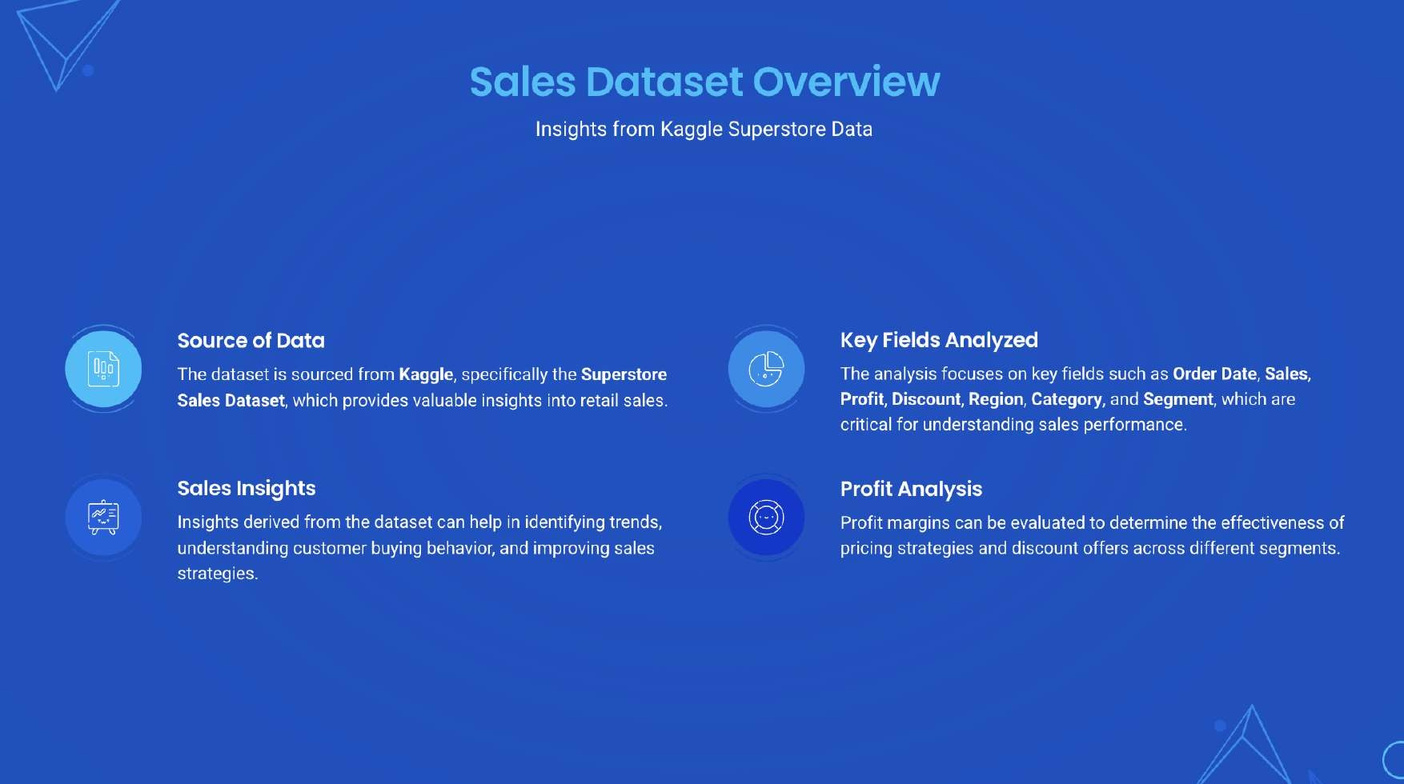 Sales Dataset Overview
Insights from Kaggle Superstore Data
Source of Data
The dataset is sourced from Kaggle, specifically the Superstore
Sales Dataset, which provides valuable insights into retail sales.
Key Fields Analyzed
The analysis focuses on key fields such as Order Date, Sales,
Profit, Discount, Region, Category, and Segment, which are
critical for understanding sales performance.
Sales Insights
Insights derived from the dataset can help in identifying trends,
understanding customer buying behavior, and improving sales
strategies.
Profit Analysis
Profit margins can be evaluated to determine the effectiveness of
pricing strategies and discount offers across different segments.